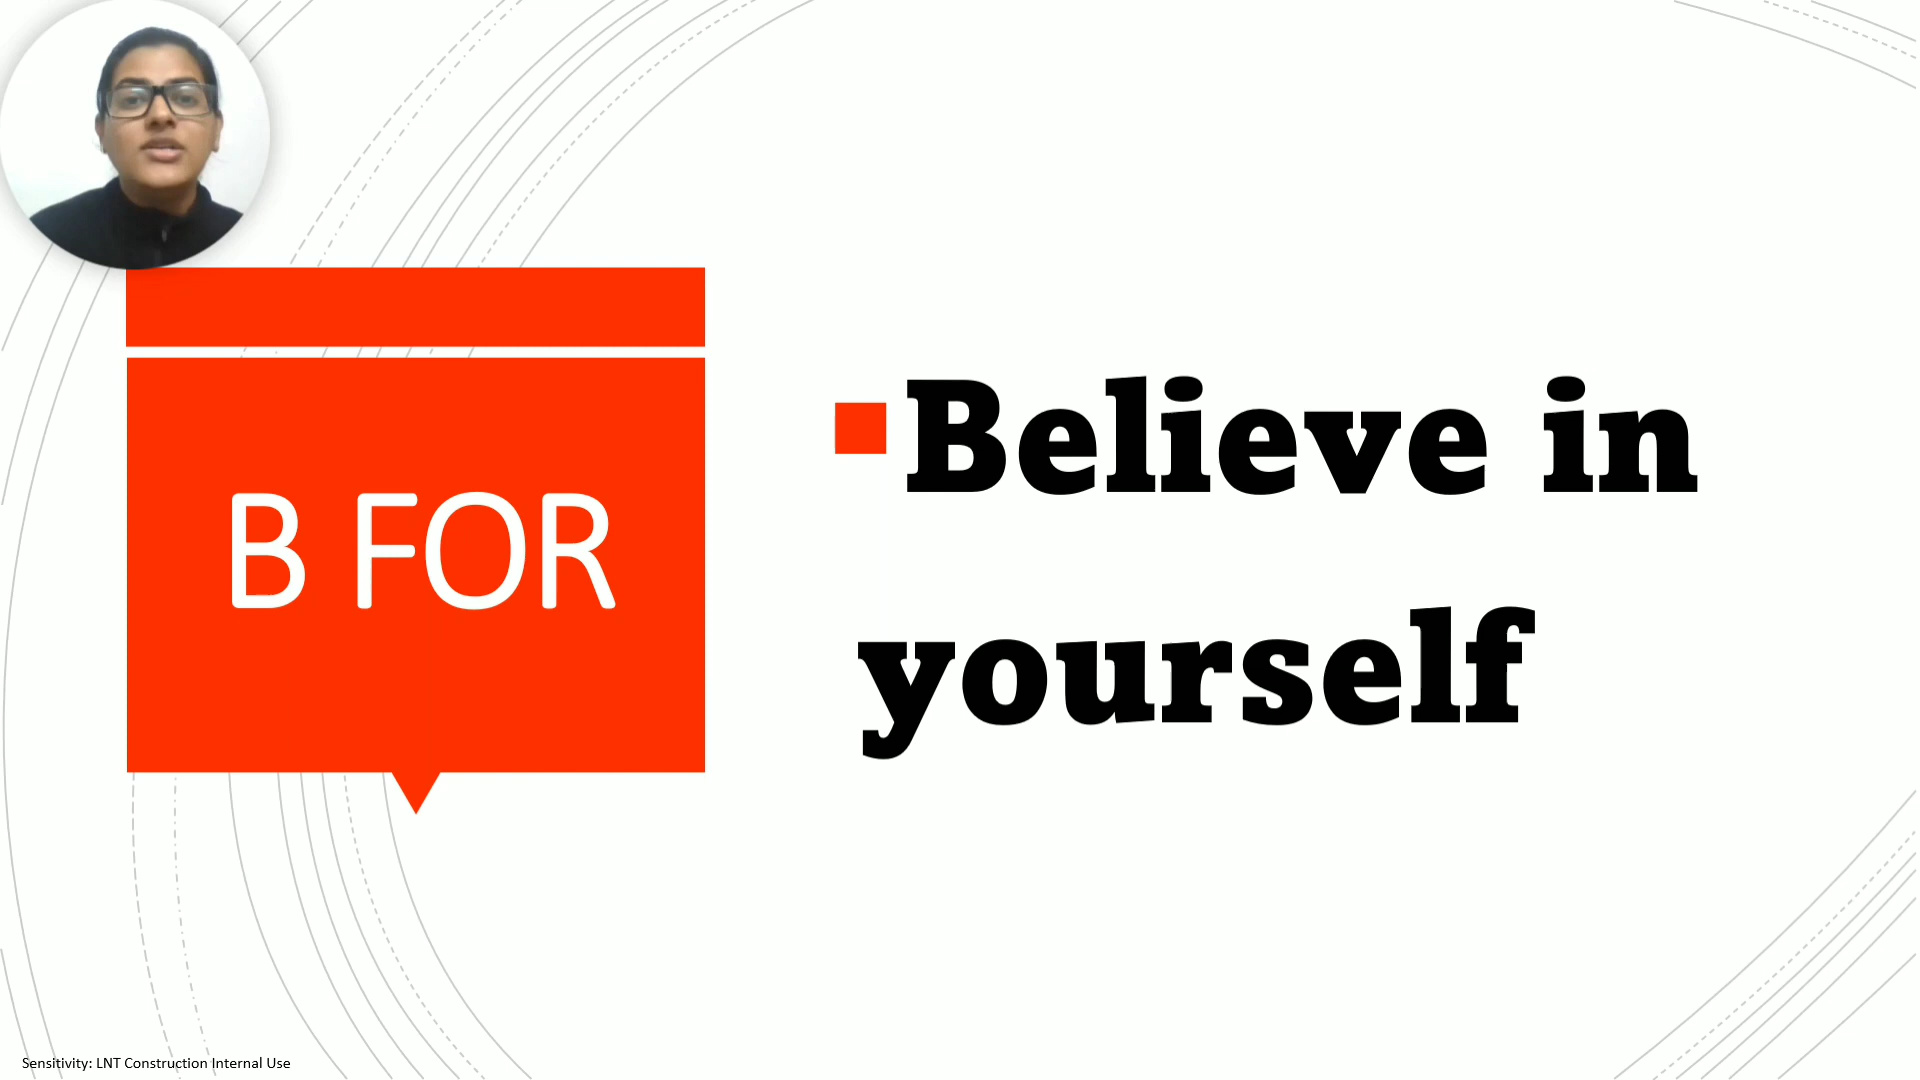 B FOR
Believe in
yourself
Sensitivity: LNT Construction Internal Use